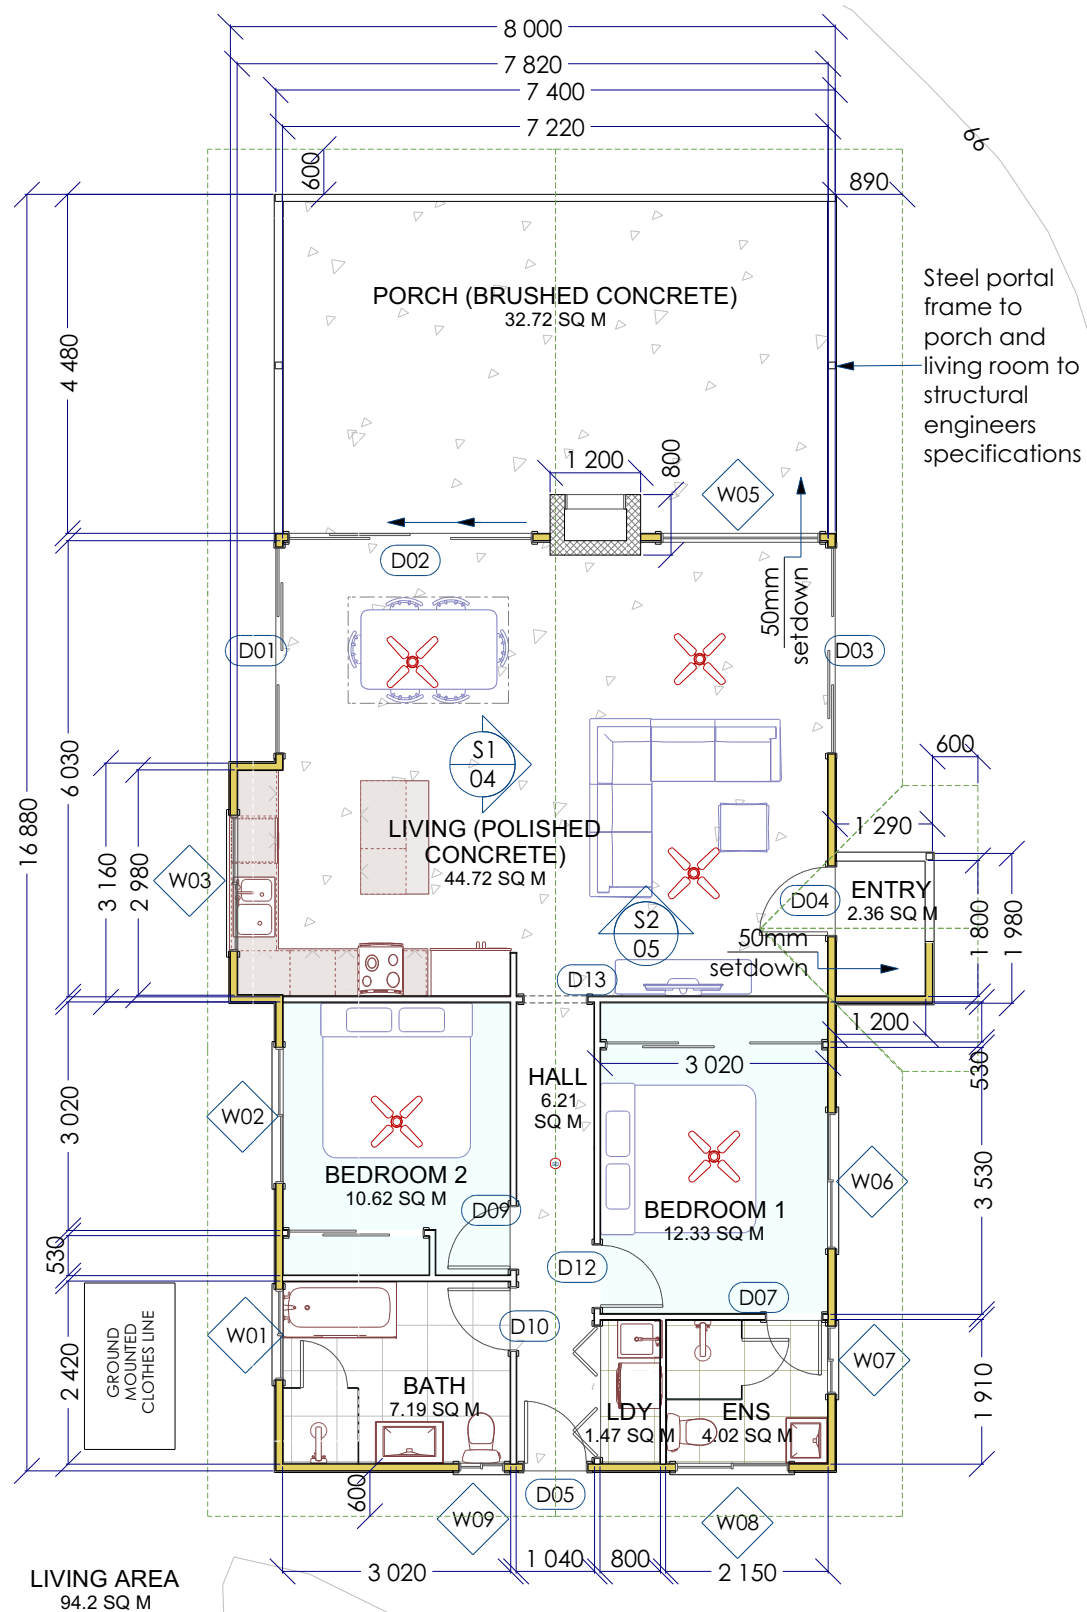 8 000
7 820
7 400
7 220
600
890
66
PORCH (BRUSHED CONCRETE)
32.72 SQ M
Steel portal
frame to
porch and
living room to
structural
engineers
specifications
4 480
1 200
800
W05
D02
50mm
setdown
D01
D03
6 030
S1
04
600
16 880
1 290
LIVING (POLISHED
CONCRETE)
44.72 SQ M
3 160
2 980
W03
D04
ENTRY
2.36 SQ M
1 800
1 980
S2
05
50mm
setdown
D13
1 200
530
3 020
HALL
6.21
SQ M
3 020
W02
BEDROOM 2
10.62 SQ M
D09
BEDROOM 1
12.33 SQ M
W06
3 530
530
D12
D07
GROUND
MOUNTED
CLOTHES LINE
W01
D10
2 420
W07
BATH
7.19 SQ M
LDY
1.47 SQ M
ENS
4.02 SQ M
1 910
600
D05
W09
W08
3 020
1 040
800
2 150
LIVING AREA
94.2 SQ M